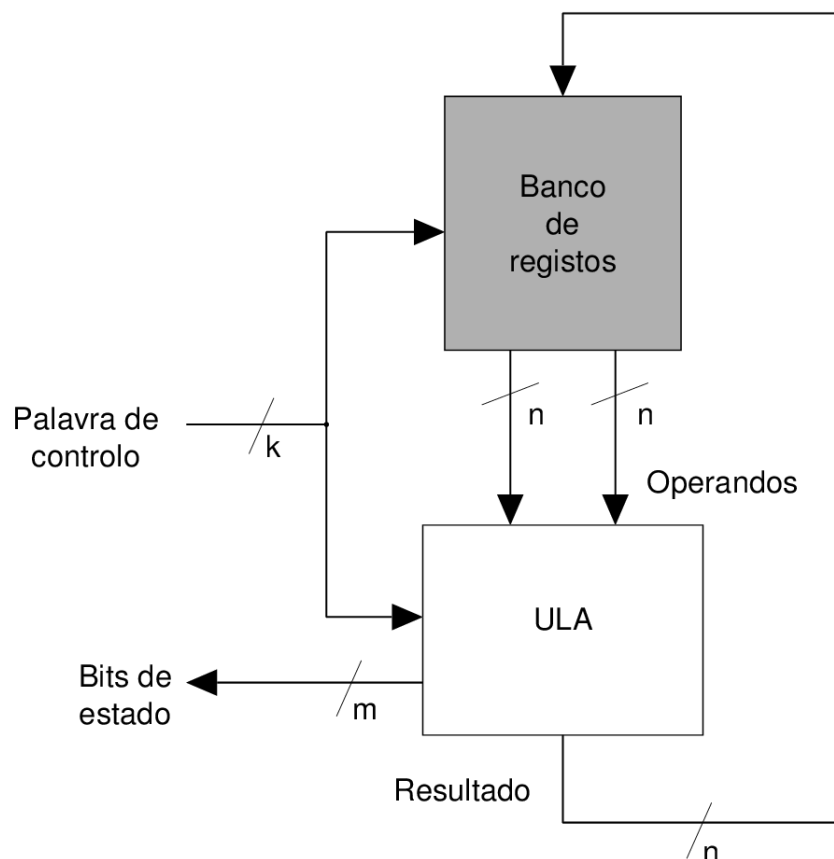 Banco
de
registos
n
n
Palavra de
controlo
k
Operandos
ULA
Bits de
estado
m
Resultado
n